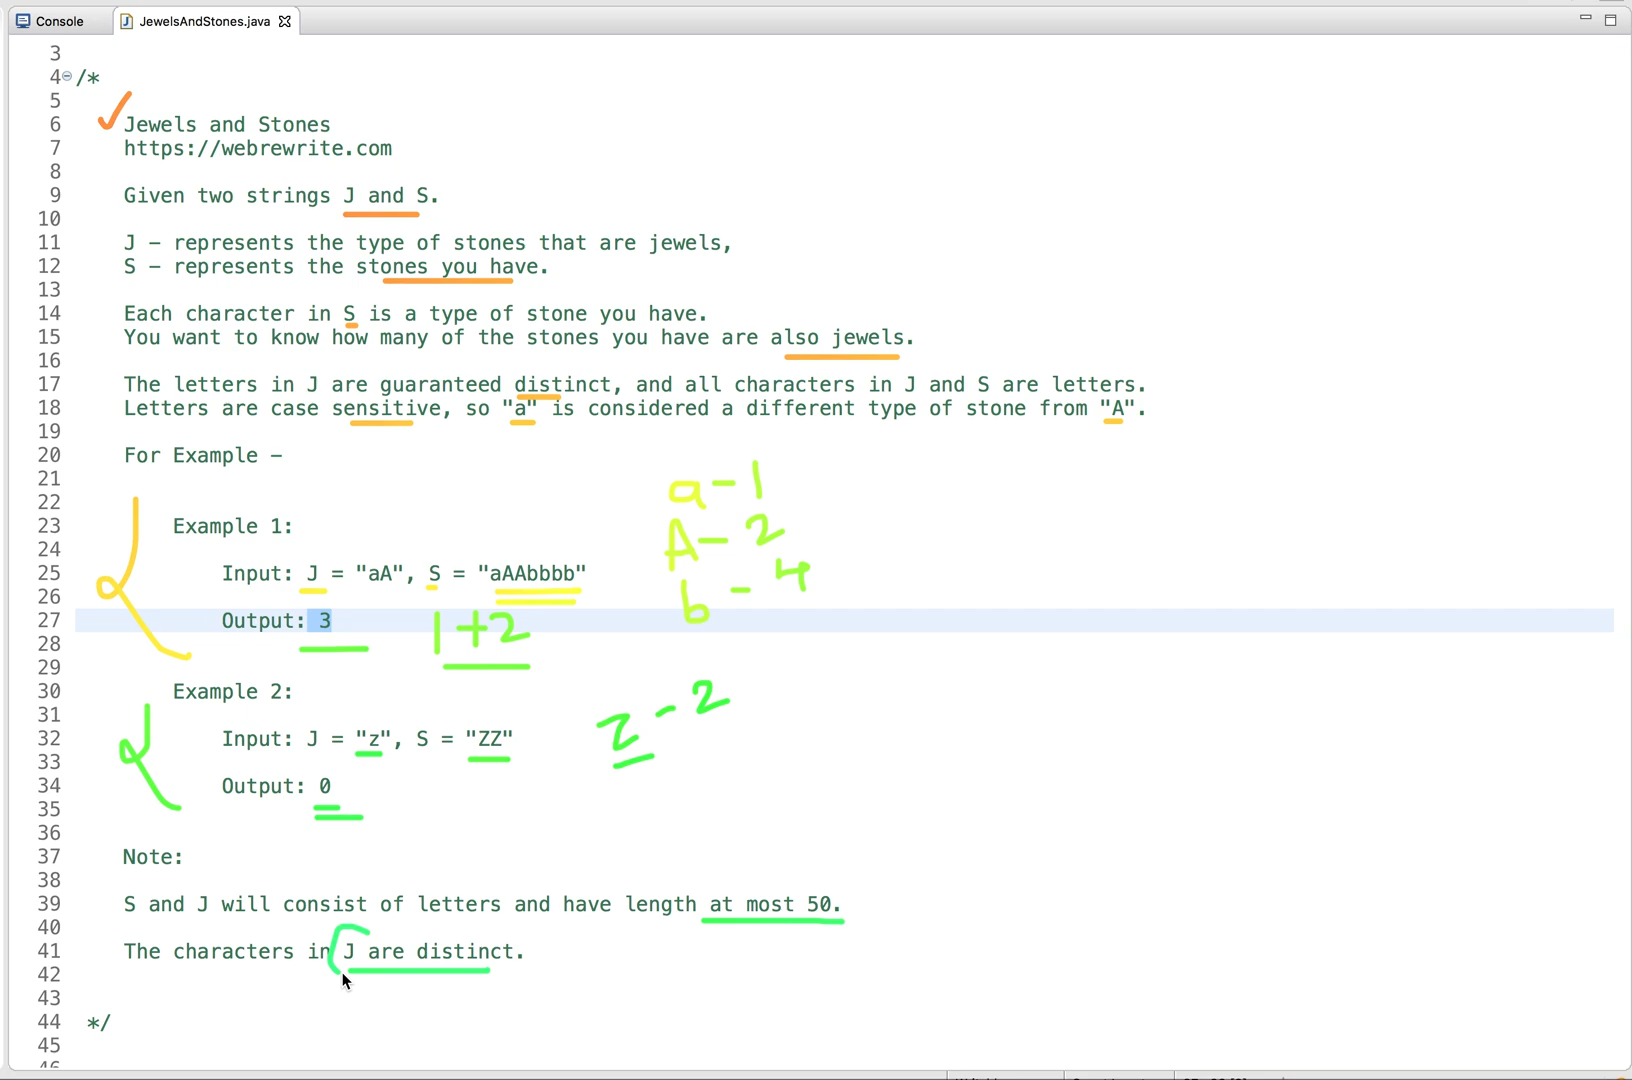 Console JewelsAndStones.java
3
4 /*
5
6 Jewels and Stones
7 https://webrewrite.com
8
9 Given two strings J and S.
10
11 J - represents the type of stones that are jewels,
12 S - represents the stones you have.
13
14 Each character in S is a type of stone you have.
15 You want to know how many of the stones you have are also jewels.
16
17 The letters in J are guaranteed distinct, and all characters in J and S are letters.
18 Letters are case sensitive, so "a" is considered a different type of stone from "A".
19
20 For Example -
21
a-1
22
23 Example 1:
A-2
24
25 Input: J = "aA", S = "aAAbbbb"
b-4
26
27 Output: 3
1+2
28
29
30 Example 2:
z-2
31
32 Input: J = "z", S = "ZZ"
33
34 Output: 0
35
36
37 Note:
38
39 S and J will consist of letters and have length at most 50.
40
41 The characters in J are distinct.
42
43
44 */
45